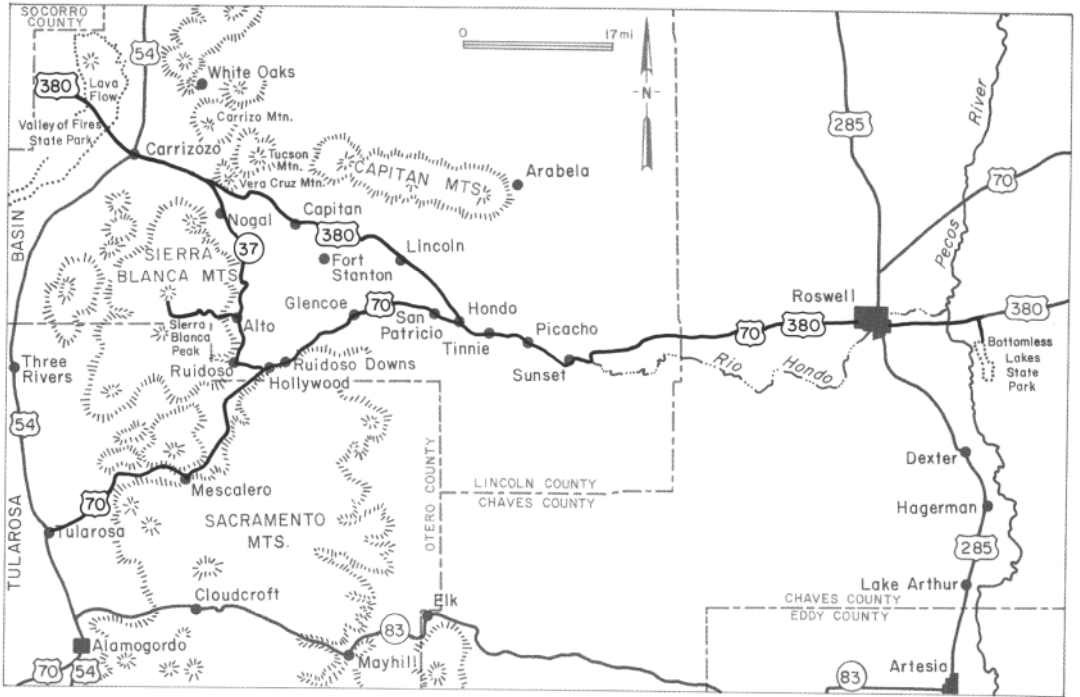 SOCORRO
COUNTY
54
0 17mi
380
Lava
Flow
White Oaks
-N-
Carrizo Mtn.
Valley of Fires
State Park
Carrizozo
285
River
Tucson
Mtn.
CAPITAN MTS.
Vera Cruz Mtn.
Arabela
70
Nogal
Capitan
BASIN
37
380
Lincoln
Pecos
SIERRA
BLANCA MTS.
Fort
Stanton
Glencoe
70
San
Patricio
Hondo
Roswell
Alto
Sierra
Blanca
Peak
Tinnie
Picacho
70
380
380
Three
Rivers
Ruidoso
Ruidoso Downs
Hollywood
Sunset
Rio
Hondo
Bottomless
Lakes
State
Park
54
Dexter
Mescalero
OTERO COUNTY
LINCOLN COUNTY
CHAVES COUNTY
70
Hagerman
TULAROSA
Tularosa
SACRAMENTO
MTS.
285
Cloudcroft
Elk
Lake Arthur
CHAVES COUNTY
EDDY COUNTY
83
Alamogordo
Mayhill
70
54
83
Artesia